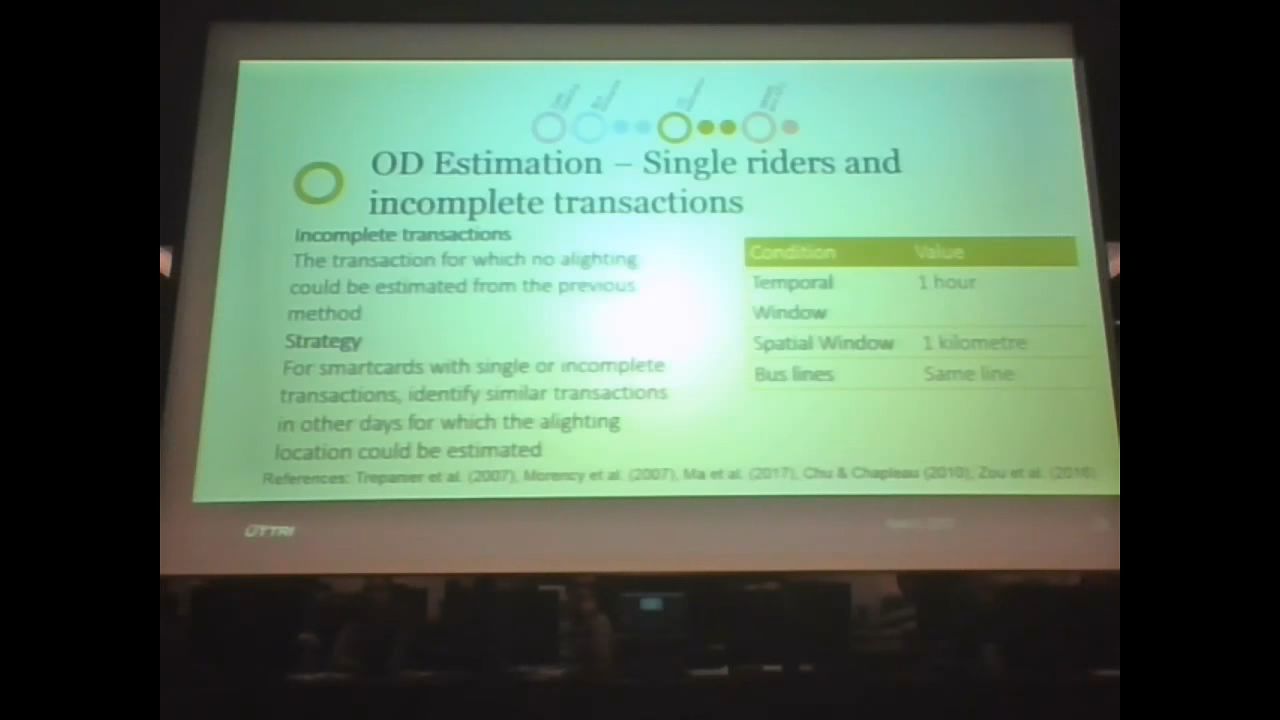 OD Estimation – Single riders and
incomplete transactions
Incomplete transactions
The transaction for which no alighting
could be estimated from the previous
method
Strategy
For smartcards with single or incomplete
transactions, identify similar transactions
in other days for which the alighting
location could be estimated
Condition Value
Temporal 1 hour
Window
Spatial Window 1 kilometre
Bus lines Same line
References: Trepanier et al. (2007), Morency et al. (2007), Ma et al. (2017), Chu & Chapleau (2010), Zou et al. (2016)
UTTRI